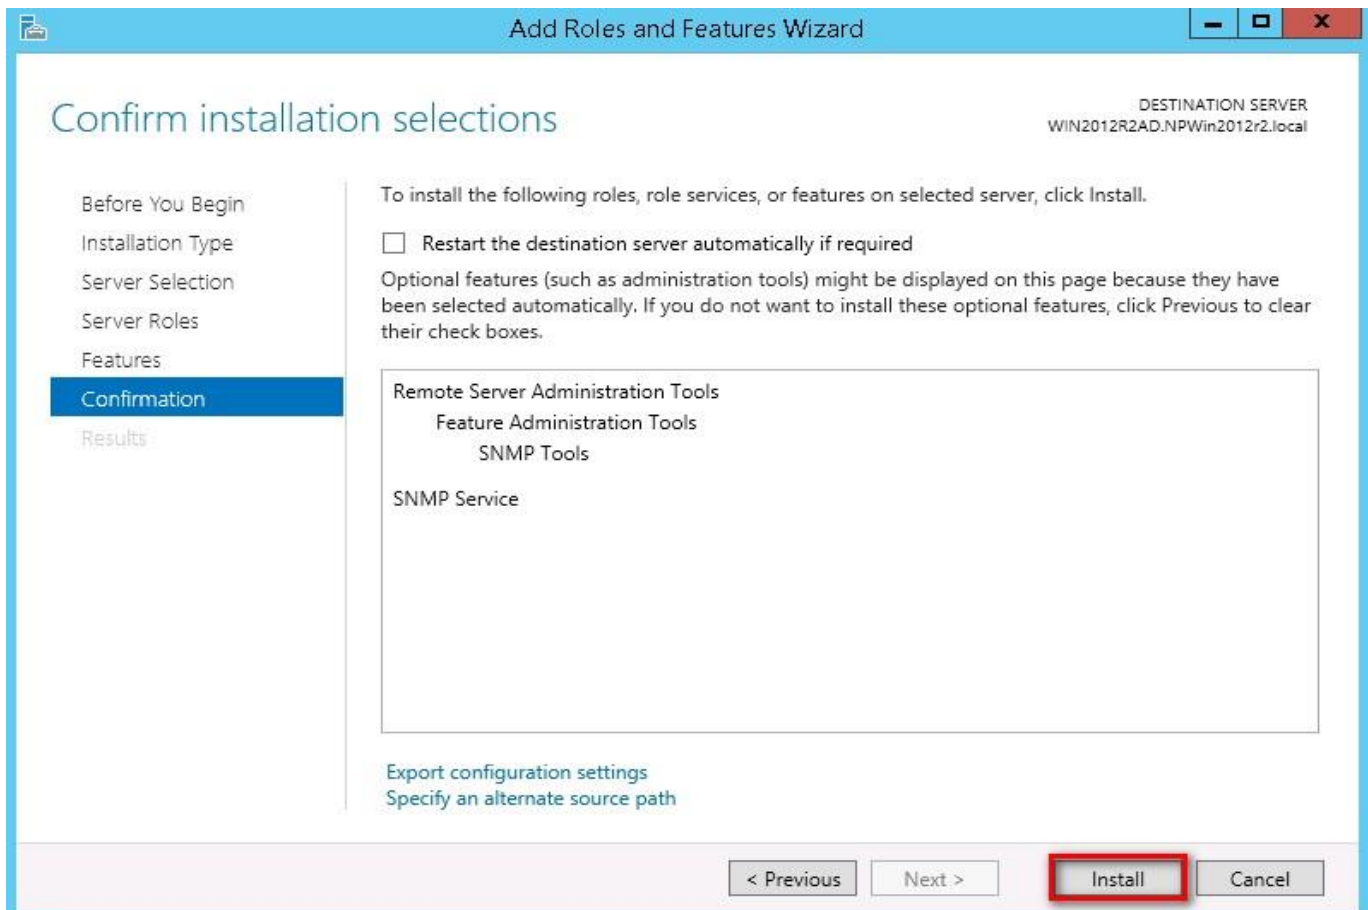 Add Roles and Features Wizard
Confirm installation selections
DESTINATION SERVER
WIN2012R2AD.NPWin2012r2.local
Before You Begin
Installation Type
Server Selection
Server Roles
Features
Confirmation
Results
To install the following roles, role services, or features on selected server, click Install.
Restart the destination server automatically if required
Optional features (such as administration tools) might be displayed on this page because they have
been selected automatically. If you do not want to install these optional features, click Previous to clear
their check boxes.
Remote Server Administration Tools
Feature Administration Tools
SNMP Tools
SNMP Service
Export configuration settings
Specify an alternate source path
< Previous
Next >
Install
Cancel